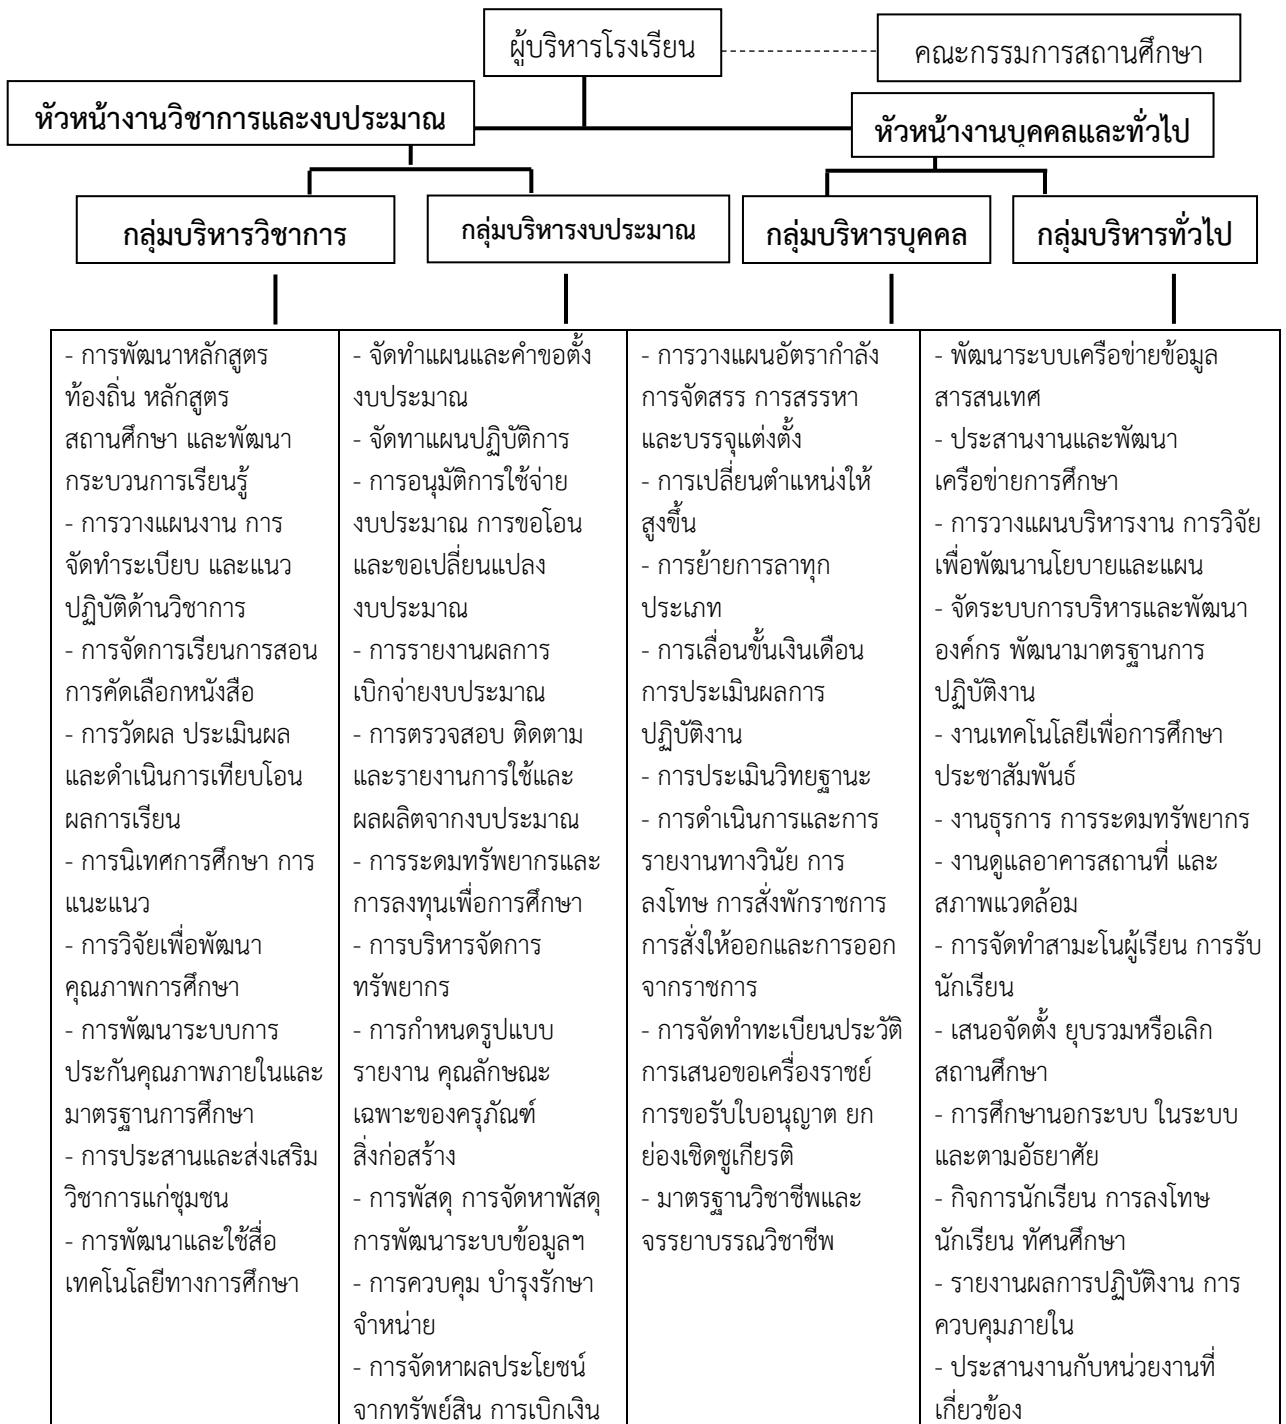 ผู้บริหารโรงเรียน
คณะกรรมการสถานศึกษา
หัวหน้างานวิชาการและงบประมาณ
หัวหน้างานบุคคลและทั่วไป
กลุ่มบริหารวิชาการ
กลุ่มบริหารงบประมาณ
กลุ่มบริหารบุคคล
กลุ่มบริหารทั่วไป
- การพัฒนาหลักสูตร
ท้องถิ่น หลักสูตร
สถานศึกษา และพัฒนา
กระบวนการเรียนรู้
- การวางแผนงาน การ
จัดทำระเบียบ และแนว
ปฏิบัติด้านวิชาการ
- การจัดการเรียนการสอน
การคัดเลือกหนังสือ
- การวัดผล ประเมินผล
และดำเนินการเทียบโอน
ผลการเรียน
- การนิเทศการศึกษา การ
แนะแนว
- การวิจัยเพื่อพัฒนา
คุณภาพการศึกษา
- การพัฒนาระบบการ
ประกันคุณภาพภายในและ
มาตรฐานการศึกษา
- การประสานและส่งเสริม
วิชาการแก่ชุมชน
- การพัฒนาและใช้สื่อ
เทคโนโลยีทางการศึกษา
- จัดทำแผนและคำขอตั้ง
งบประมาณ
- จัดทาแผนปฏิบัติการ
- การอนุมัติการใช้จ่าย
งบประมาณ การขอโอน
และขอเปลี่ยนแปลง
งบประมาณ
- การรายงานผลการ
เบิกจ่ายงบประมาณ
- การตรวจสอบ ติดตาม
และรายงานการใช้และ
ผลผลิตจากงบประมาณ
- การระดมทรัพยากรและ
การลงทุนเพื่อการศึกษา
- การบริหารจัดการ
ทรัพยากร
- การกำหนดรูปแบบ
รายงาน คุณลักษณะ
เฉพาะของครุภัณฑ์
สิ่งก่อสร้าง
- การพัสดุ การจัดหาพัสดุ
การพัฒนาระบบข้อมูลฯ
- การควบคุม บำรุงรักษา
จำหน่าย
- การจัดหาผลประโยชน์
จากทรัพย์สิน การเบิกเงิน
- การวางแผนอัตรากำลัง
การจัดสรร การสรรหา
และบรรจุแต่งตั้ง
- การเปลี่ยนตำแหน่งให้
สูงขึ้น
- การย้ายการลาทุก
ประเภท
- การเลื่อนขั้นเงินเดือน
การประเมินผลการ
ปฏิบัติงาน
- การประเมินวิทยฐานะ
- การดำเนินการและการ
รายงานทางวินัย การ
ลงโทษ การสั่งพักราชการ
การสั่งให้ออกและการออก
จากราชการ
- การจัดทำทะเบียนประวัติ
การเสนอขอเครื่องราชย์
การขอรับใบอนุญาต ยก
ย่องเชิดชูเกียรติ
- มาตรฐานวิชาชีพและ
จรรยาบรรณวิชาชีพ
- พัฒนาระบบเครือข่ายข้อมูล
สารสนเทศ
- ประสานงานและพัฒนา
เครือข่ายการศึกษา
- การวางแผนบริหารงาน การวิจัย
เพื่อพัฒนานโยบายและแผน
- จัดระบบการบริหารและพัฒนา
องค์กร พัฒนามาตรฐานการ
ปฏิบัติงาน
- งานเทคโนโลยีเพื่อการศึกษา
ประชาสัมพันธ์
- งานธุรการ การระดมทรัพยากร
- งานดูแลอาคารสถานที่ และ
สภาพแวดล้อม
- การจัดทำสามะโนผู้เรียน การรับ
นักเรียน
- เสนอจัดตั้ง ยุบรวมหรือเลิก
สถานศึกษา
- การศึกษานอกระบบ ในระบบ
และตามอัธยาศัย
- กิจการนักเรียน การลงโทษ
นักเรียน ทัศนศึกษา
- รายงานผลการปฏิบัติงาน การ
ควบคุมภายใน
- ประสานงานกับหน่วยงานที่
เกี่ยวข้อง